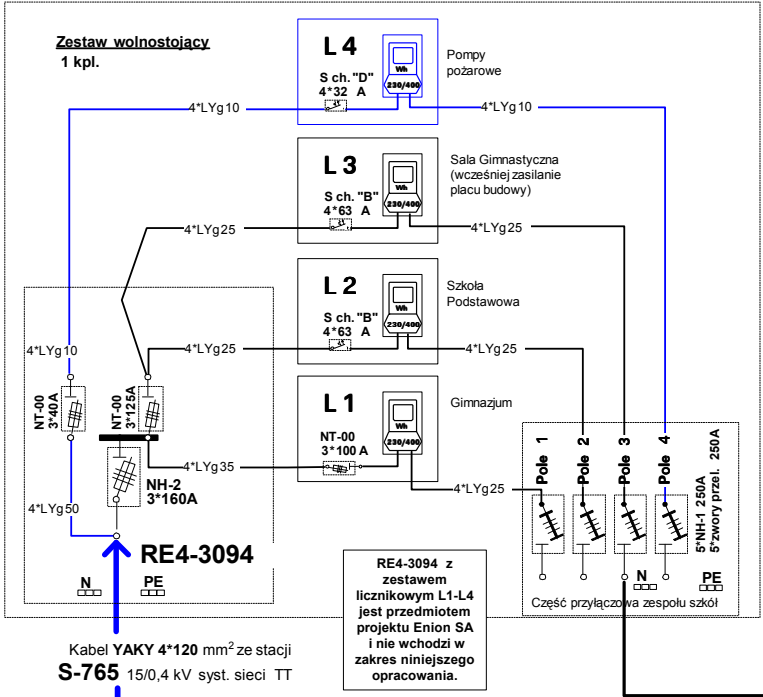 Zestaw wolnostojący
1 kpl.
L 4
S ch. "D"
4*32 A
Wh
230/400
Pompy
pożarowe
4*LYg10
4*LYg10
L 3
S ch. "B"
4*63 A
Wh
230/400
Sala Gimnastyczna
(wcześniej zasilanie
placu budowy)
4*LYg25
4*LYg25
L 2
S ch. "B"
4*63 A
Wh
230/400
Szkoła
Podstawowa
4*LYg10
4*LYg25
4*LYg25
L 1
NT-00
3*100 A
Wh
230/400
Gimnazjum
NT-00
3*40A
NT-00
3*125A
4*LYg35
4*LYg25
NH-2
3*160A
4*LYg50
RE4-3094
N
PE
Pole 1
Pole 2
Pole 3
Pole 4
5*NH-1 250A
5*zwory przel. 250A
N
PE
Część przyłączowa zespołu szkół
RE4-3094 z
zestawem
licznikowym L1-L4
jest przedmiotem
projektu Enion SA
i nie wchodzi w
zakres niniejszego
opracowania.
Kabel YAKY 4*120 mm² ze stacji
S-765 15/0,4 kV syst. sieci TT